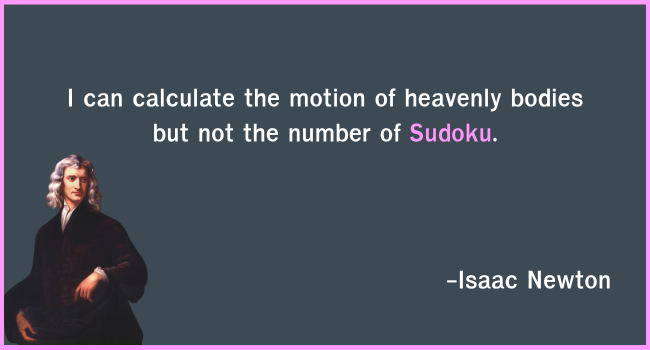 I can calculate the motion of heavenly bodies
but not the number of Sudoku.
–Isaac Newton